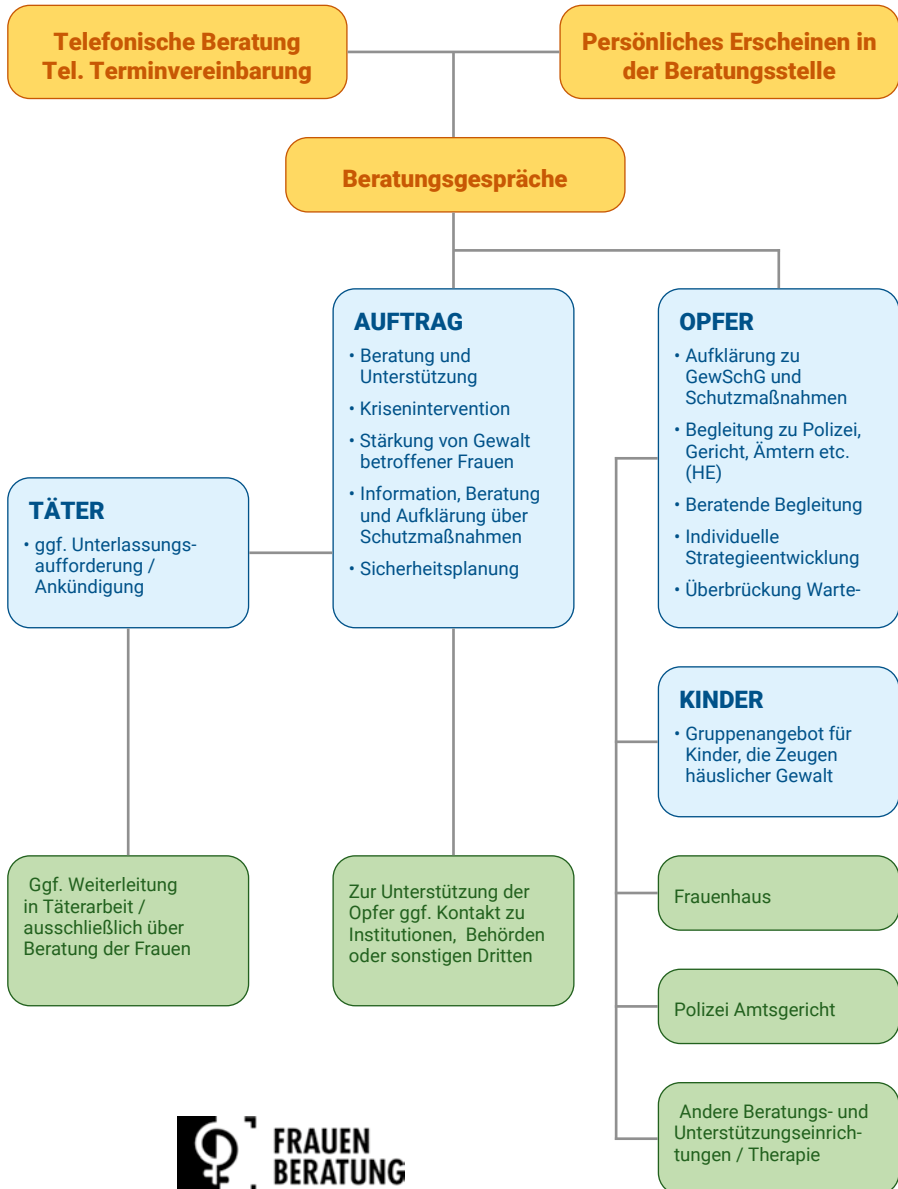 Telefonische Beratung
Tel. Terminvereinbarung
Persönliches Erscheinen in
der Beratungsstelle
Beratungsgespräche
AUFTRAG
• Beratung und
Unterstützung
• Krisenintervention
• Stärkung von Gewalt
betroffener Frauen
• Information, Beratung
und Aufklärung über
Schutzmaßnahmen
• Sicherheitsplanung
OPFER
• Aufklärung zu
GewSchG und
Schutzmaßnahmen
• Begleitung zu Polizei,
Gericht, Ämtern etc.
(HE)
• Beratende Begleitung
• Individuelle
Strategieentwicklung
• Überbrückung Warte-
TÄTER
• ggf. Unterlassungs-
aufforderung /
Ankündigung
KINDER
• Gruppenangebot für
Kinder, die Zeugen
häuslicher Gewalt
Ggf. Weiterleitung
in Täterarbeit /
ausschließlich über
Beratung der Frauen
Zur Unterstützung der
Opfer ggf. Kontakt zu
Institutionen, Behörden
oder sonstigen Dritten
Frauenhaus
Polizei Amtsgericht
Andere Beratungs- und
Unterstützungseinrich-
tungen / Therapie
FRAUEN
BERATUNG